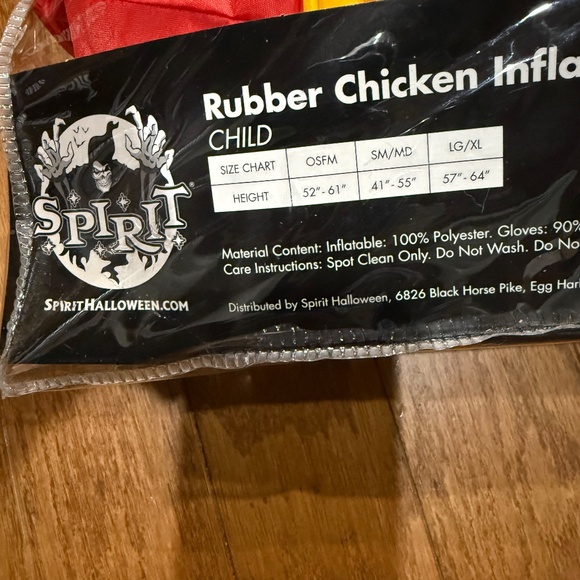 Rubber Chicken Infla
CHILD
SIZE CHART OSFM SM/MD LG/XL
HEIGHT 52"- 61" 41"- 55" 57"- 64"
SPIRIT
SPIRITHALLOWEEN.COM
Material Content: Inflatable: 100% Polyester. Gloves: 90%
Care Instructions: Spot Clean Only. Do Not Wash. Do No
Distributed by Spirit Halloween, 6826 Black Horse Pike, Egg Har